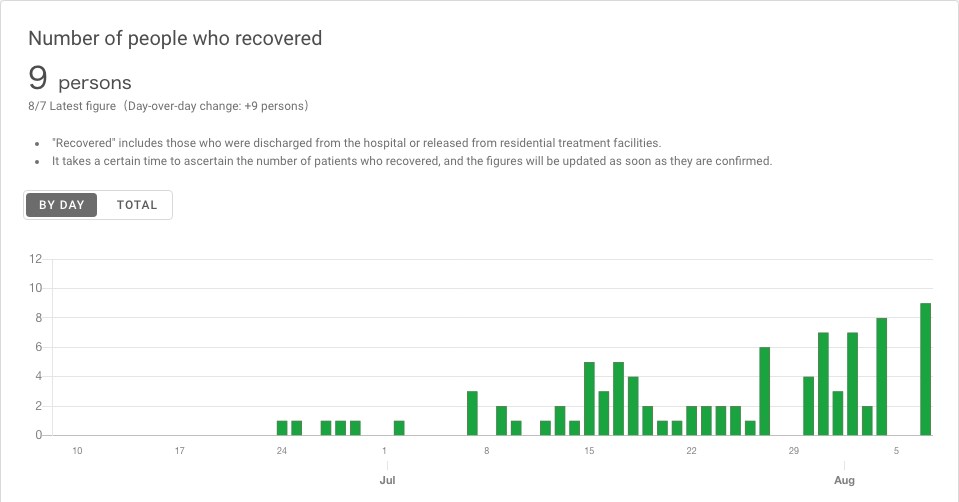 Number of people who recovered
9 persons
8/7 Latest figure (Day-over-day change: +9 persons)
• "Recovered" includes those who were discharged from the hospital or released from residential treatment facilities.
• It takes a certain time to ascertain the number of patients who recovered, and the figures will be updated as soon as they are confirmed.
BY DAY TOTAL
12
10
8
6
4
2
0
10 17 24 1 8 15 22 29 5
Jul Aug